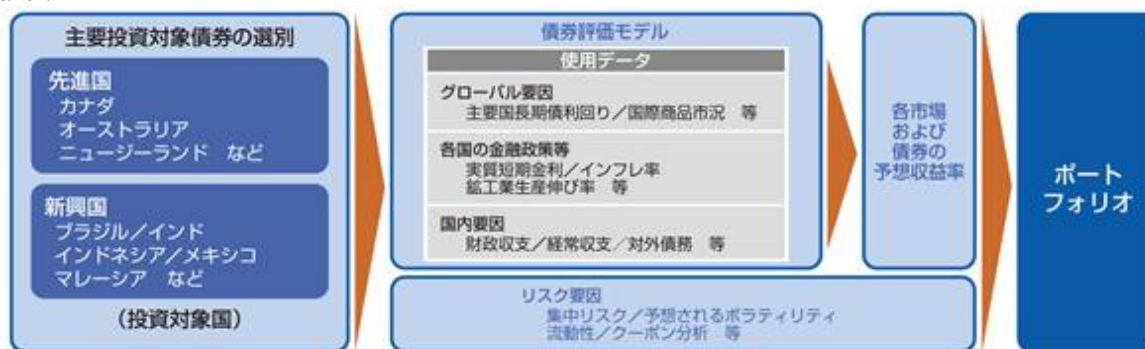 主要投資対象債券の選別
先進国
カナダ
オーストラリア
ニュージーランド など
新興国
ブラジル／インド
インドネシア／メキシコ
マレーシア など
(投資対象国)
債券評価モデル
使用データ
グローバル要因
主要国長期債利回り／国際商品市況 等
各国の金融政策等
実質短期金利／インフレ率
鉱工業生産伸び率 等
国内要因
財政収支／経常収支／対外債務 等
リスク要因
集中リスク／予想されるボラティリティ
流動性／クーポン分析 等
各市場
および
債券の
予想収益率
ポート
フォリオ